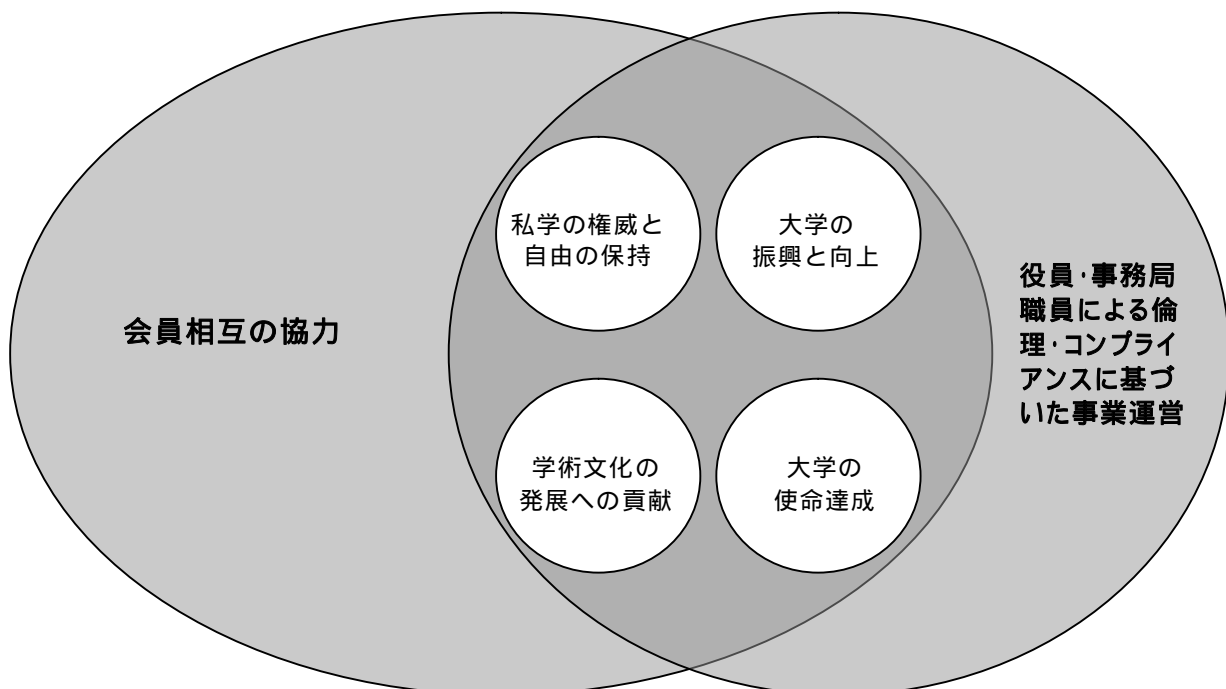 会員相互の協力
私学の権威と
自由の保持
大学の
振興と向上
学術文化の
発展への貢献
大学の
使命達成
役員・事務局
職員による倫
理・コンプライ
アンスに基づ
いた事業運営